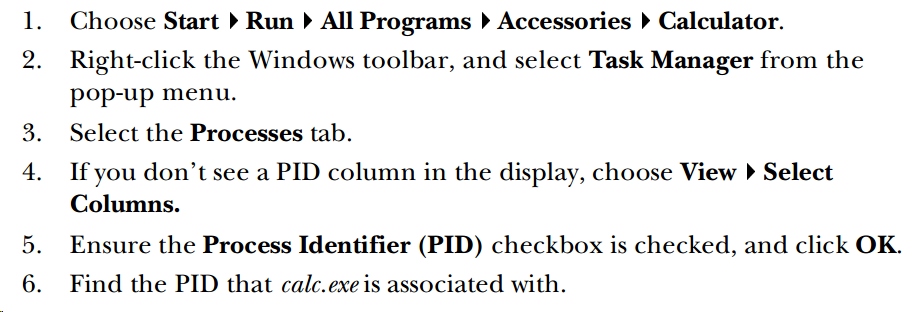 1. Choose Start ▸ Run ▸ All Programs ▸ Accessories ▸ Calculator.
2. Right-click the Windows toolbar, and select Task Manager from the
pop-up menu.
3. Select the Processes tab.
4. If you don’t see a PID column in the display, choose View ▸ Select
Columns.
5. Ensure the Process Identifier (PID) checkbox is checked, and click OK.
6. Find the PID that calc.exe is associated with.